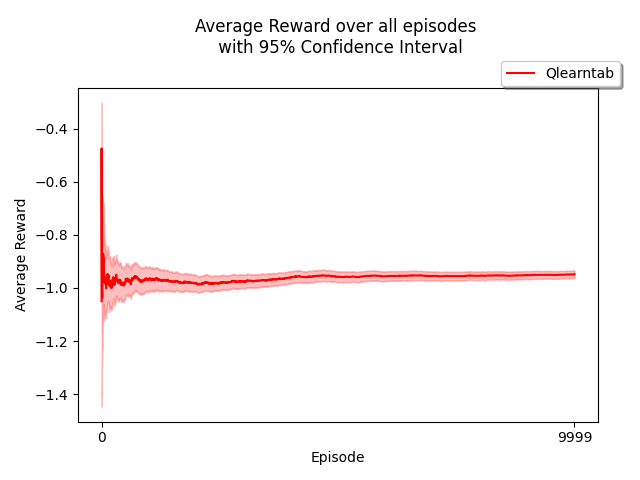 Average Reward over all episodes
with 95% Confidence Interval
Qlearntab
−0.4
−0.6
−0.8
−1.0
−1.2
−1.4
Average Reward
0
9999
Episode